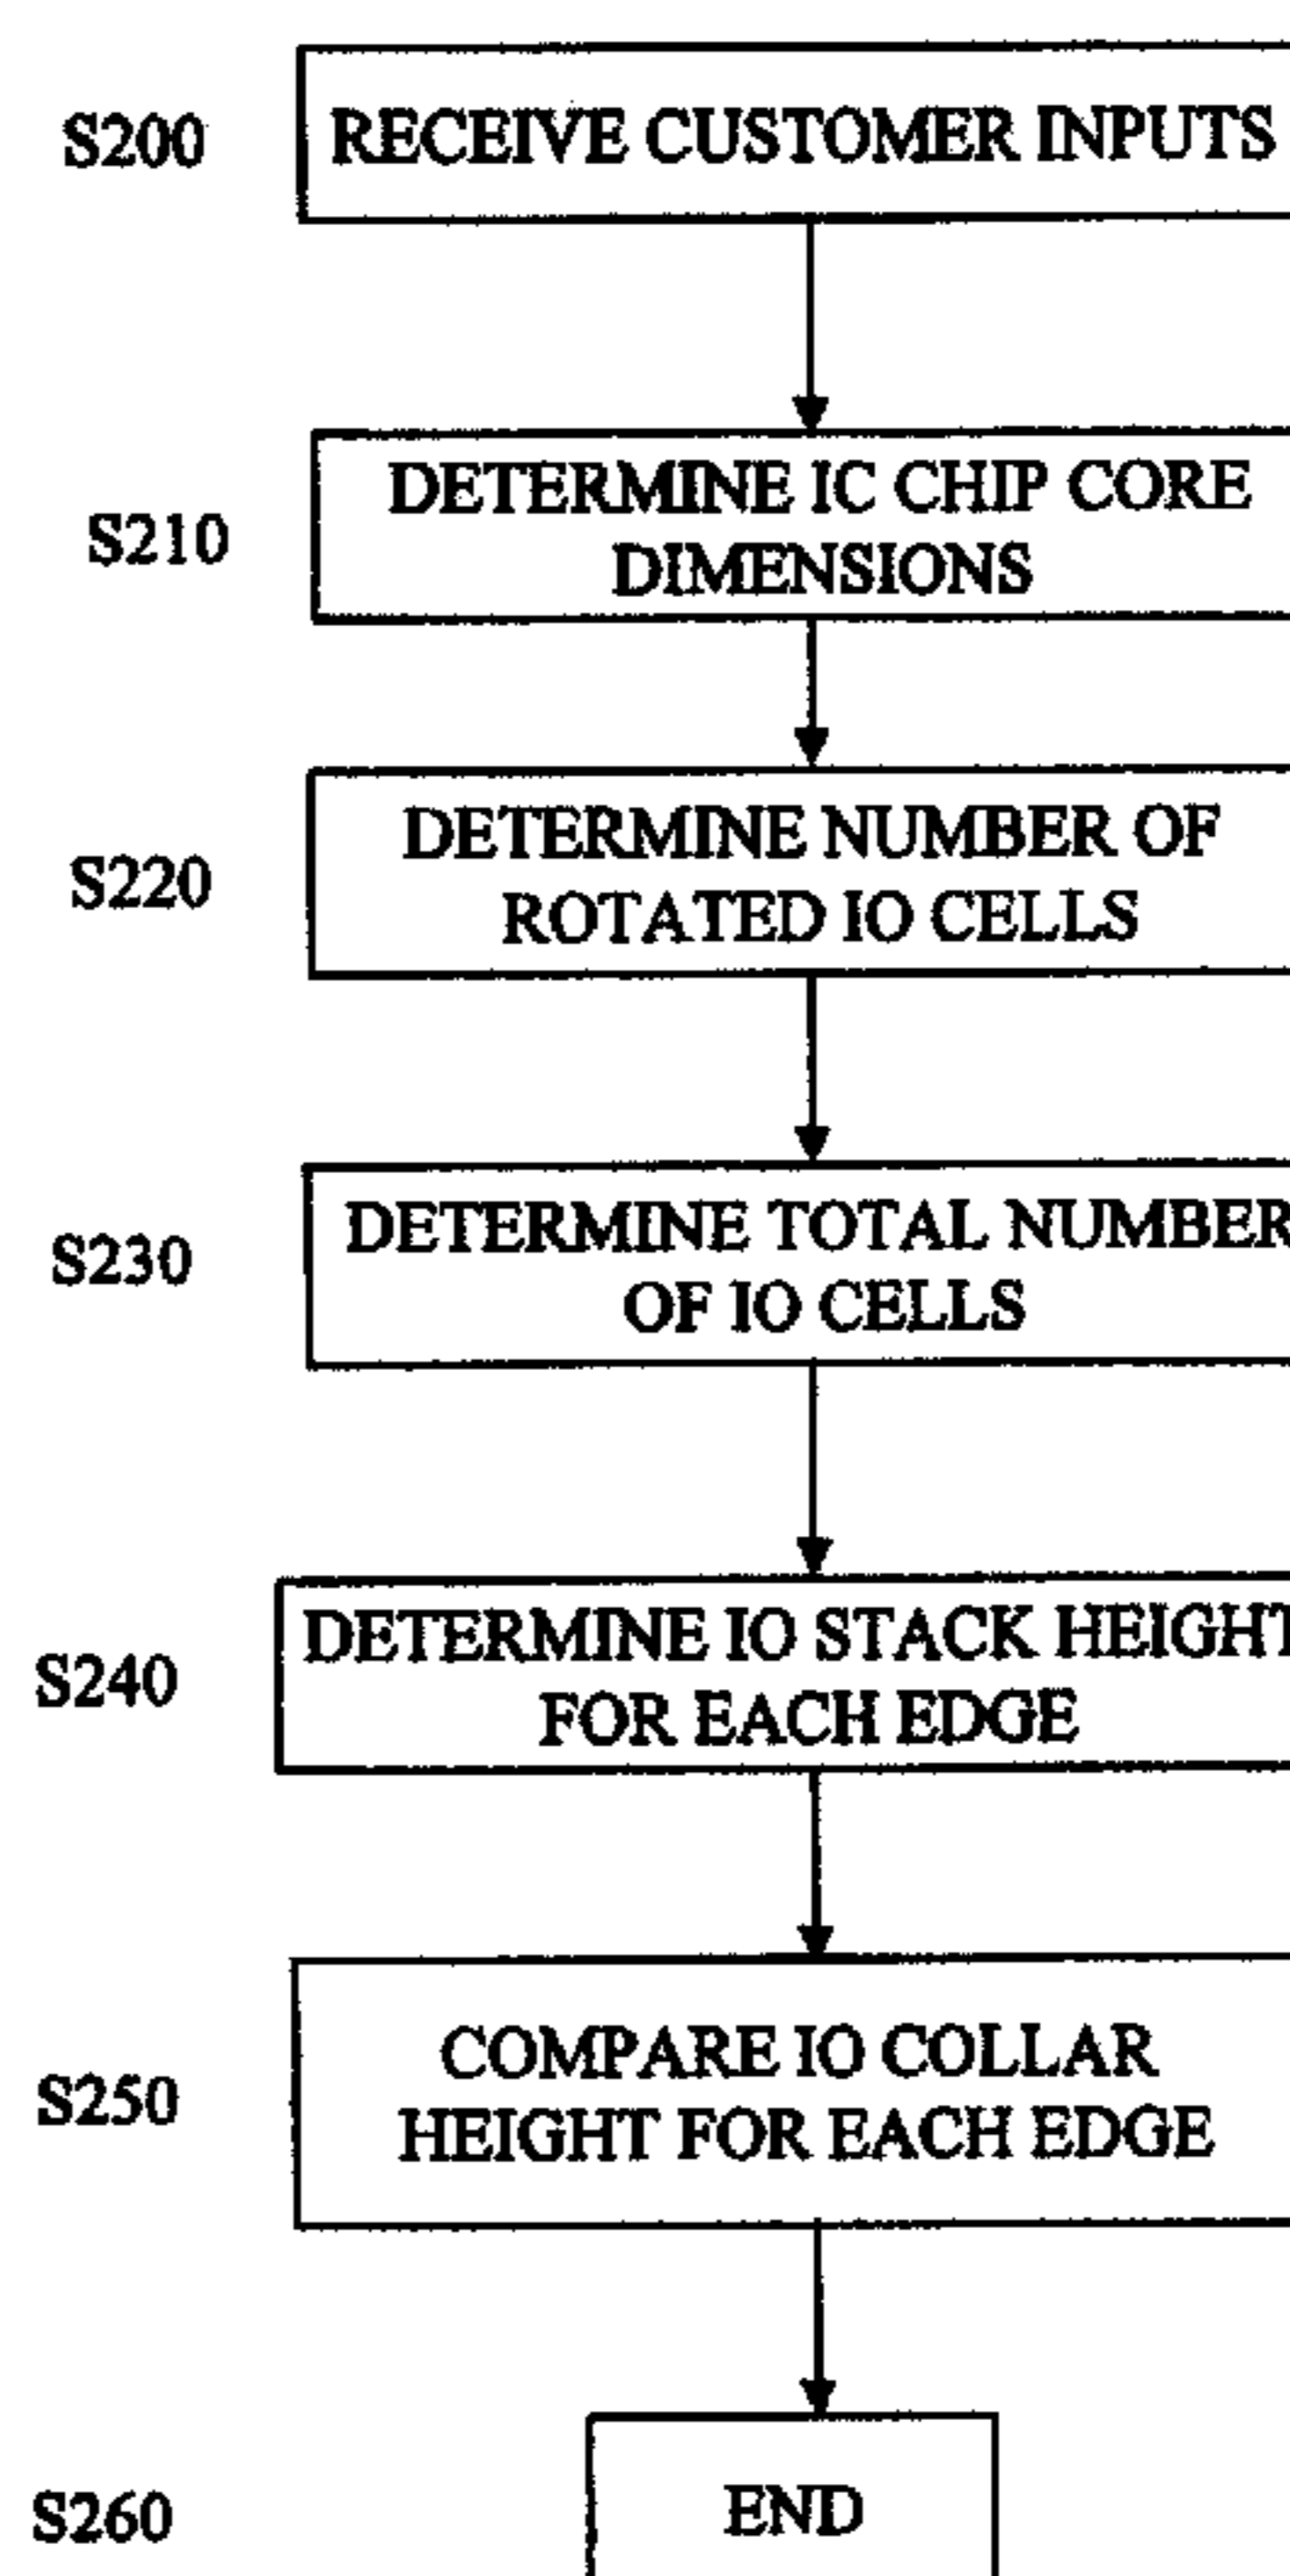 S200
RECEIVE CUSTOMER INPUTS
S210
DETERMINE IC CHIP CORE
DIMENSIONS
S220
DETERMINE NUMBER OF
ROTATED IO CELLS
S230
DETERMINE TOTAL NUMBER
OF IO CELLS
S240
DETERMINE IO STACK HEIGHT
FOR EACH EDGE
S250
COMPARE IO COLLAR
HEIGHT FOR EACH EDGE
S260
END